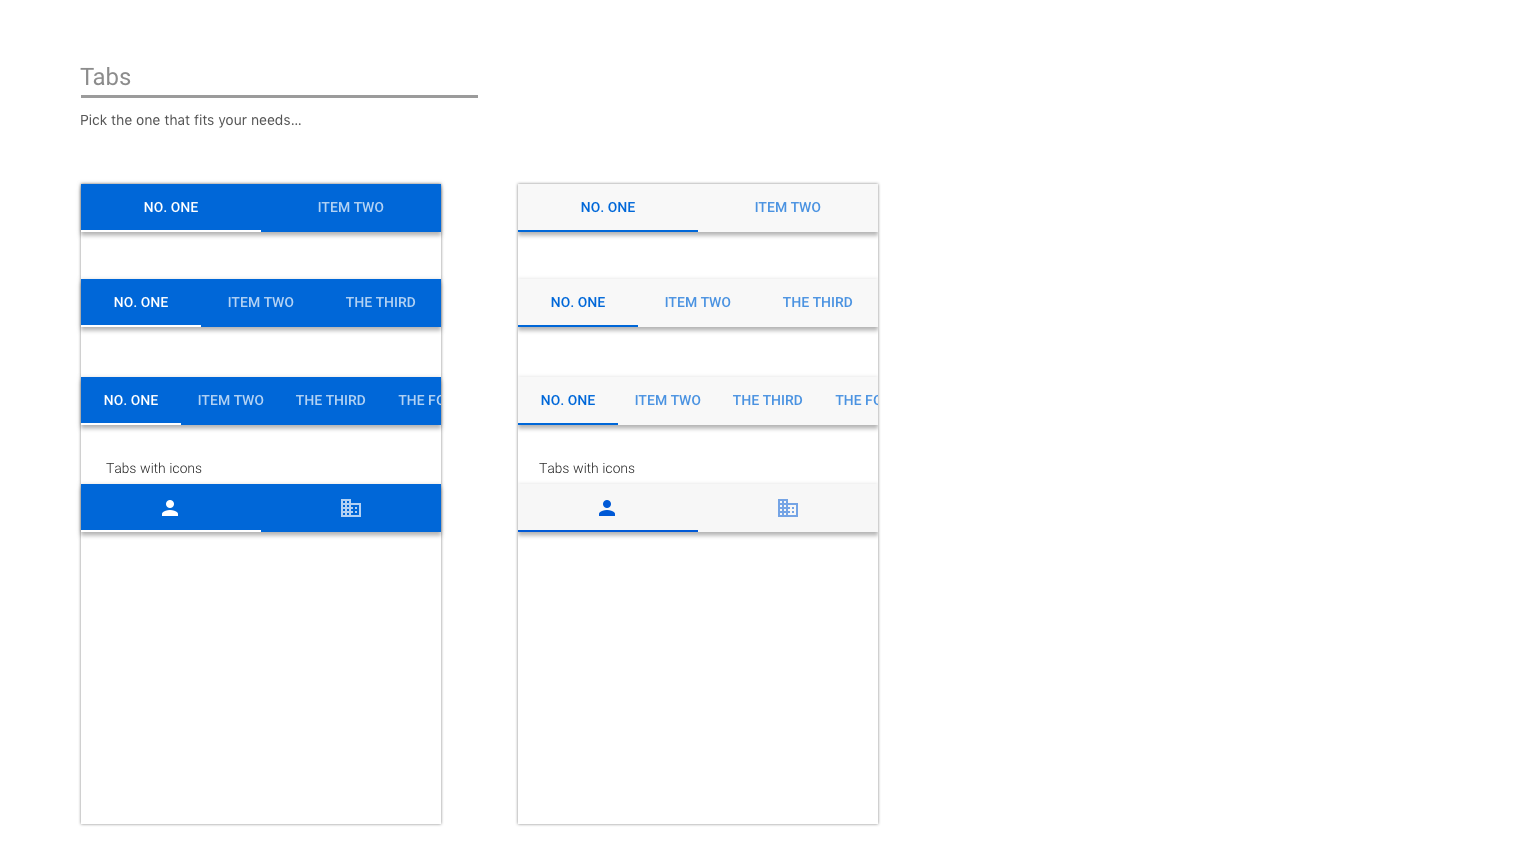 Tabs
Pick the one that fits your needs...
NO. ONE ITEM TWO
NO. ONE ITEM TWO THE THIRD
NO. ONE ITEM TWO THE THIRD THE FO
Tabs with icons
NO. ONE ITEM TWO
NO. ONE ITEM TWO THE THIRD
NO. ONE ITEM TWO THE THIRD THE FO
Tabs with icons